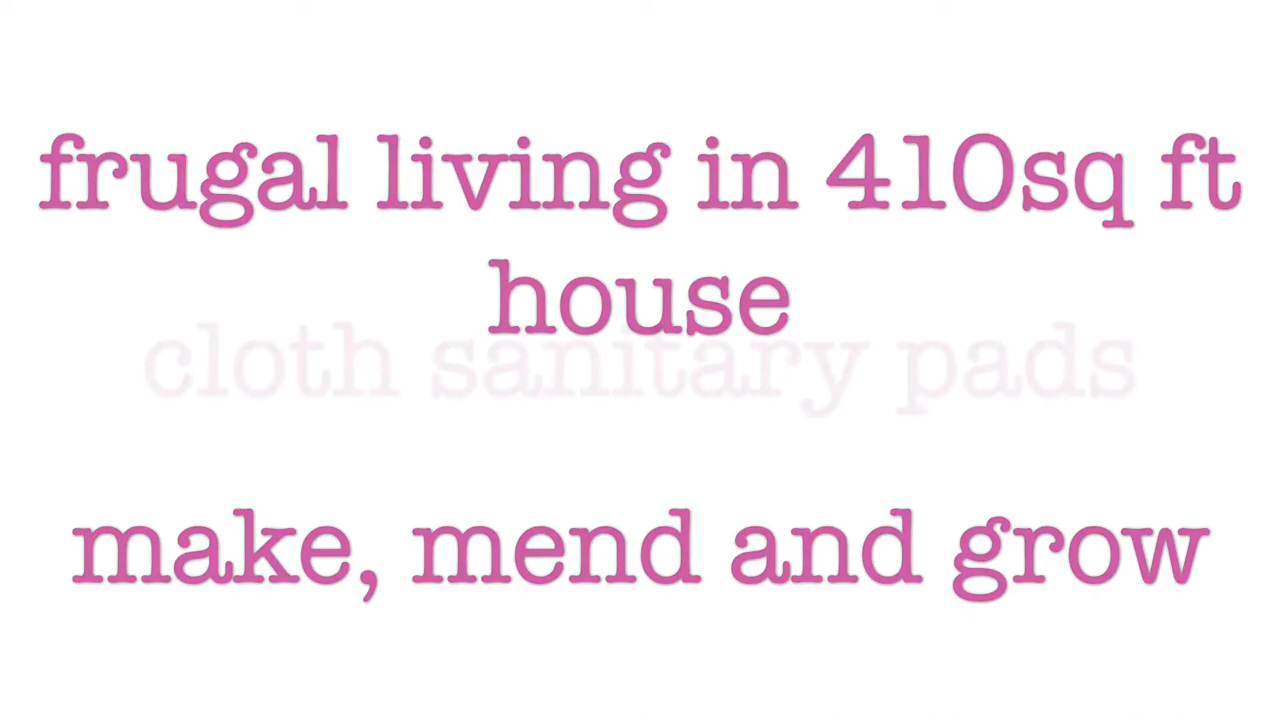 frugal living in 410sq ft
house
cloth sanitary pads
make, mend and grow